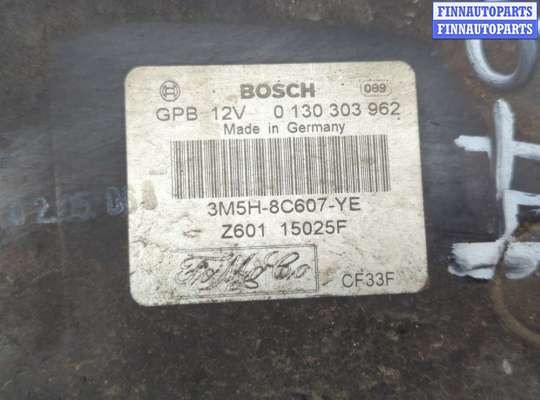 FINNAUTOPARTS
FINNAUTOPARTS
BOSCH 089
GPB 12V 0 130 303 962
Made in Germany
3M5H-8C607-YE
Z601 15025F
CF33F